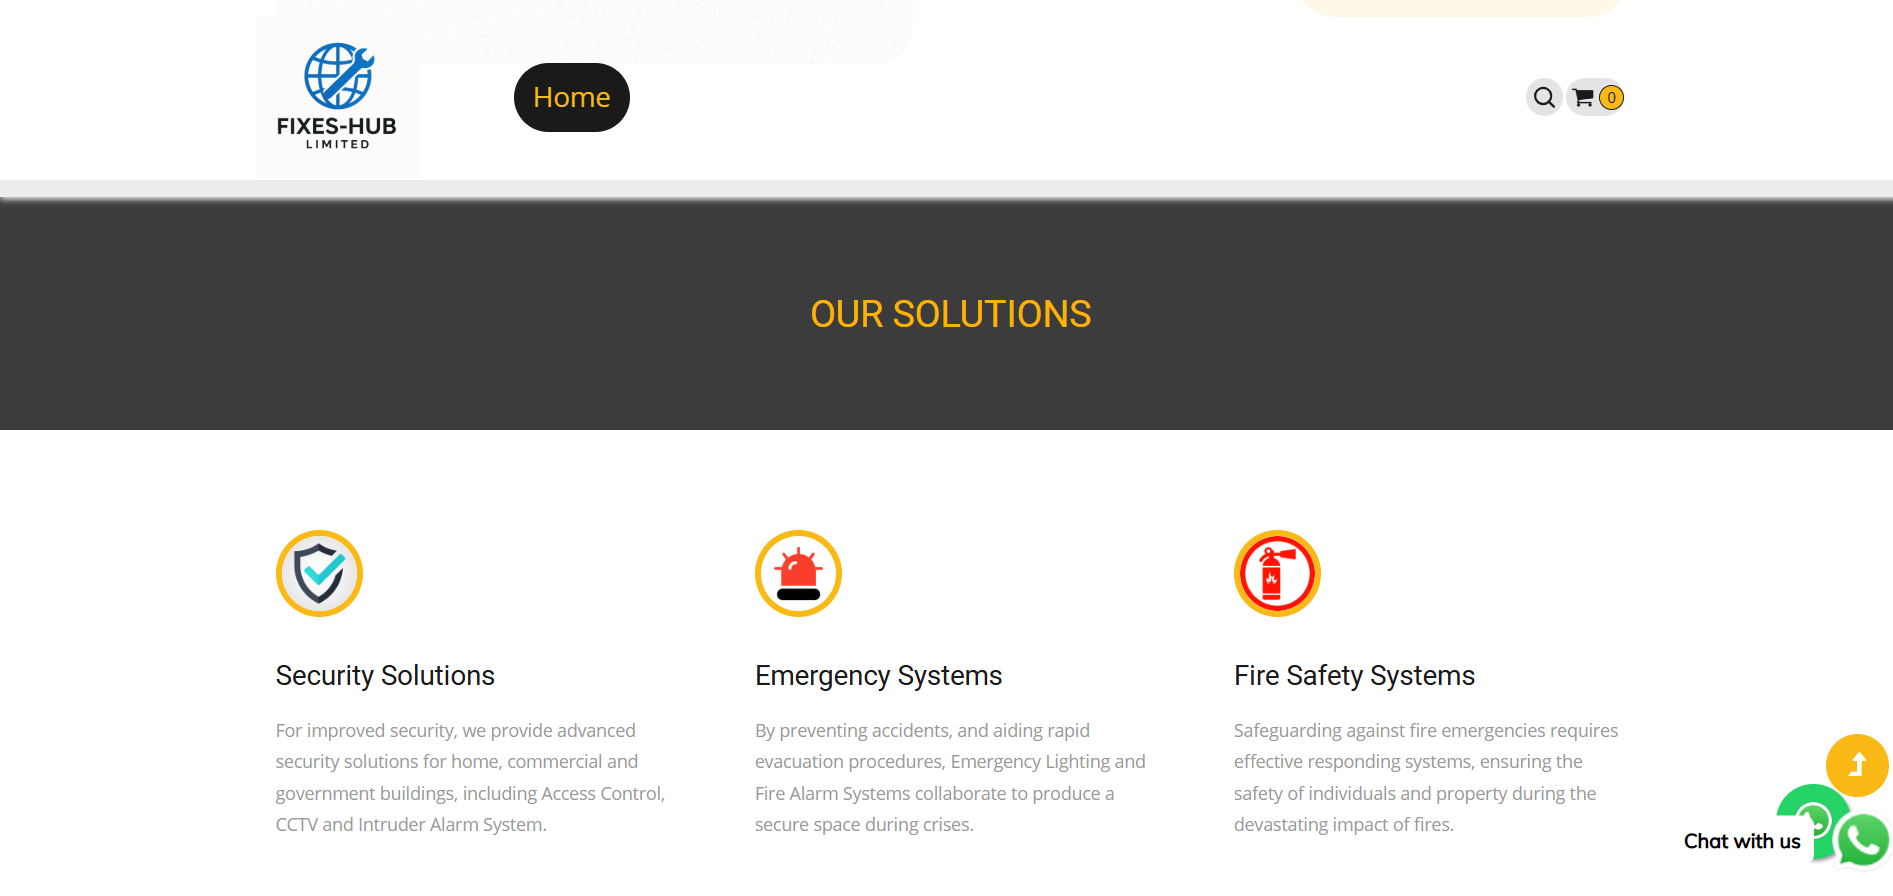 FIXES-HUB
LIMITED
Home
0
OUR SOLUTIONS
Security Solutions
For improved security, we provide advanced
security solutions for home, commercial and
government buildings, including Access Control,
CCTV and Intruder Alarm System.
Emergency Systems
By preventing accidents, and aiding rapid
evacuation procedures, Emergency Lighting and
Fire Alarm Systems collaborate to produce a
secure space during crises.
Fire Safety Systems
Safeguarding against fire emergencies requires
effective responding systems, ensuring the
safety of individuals and property during the
devastating impact of fires.
Chat with us